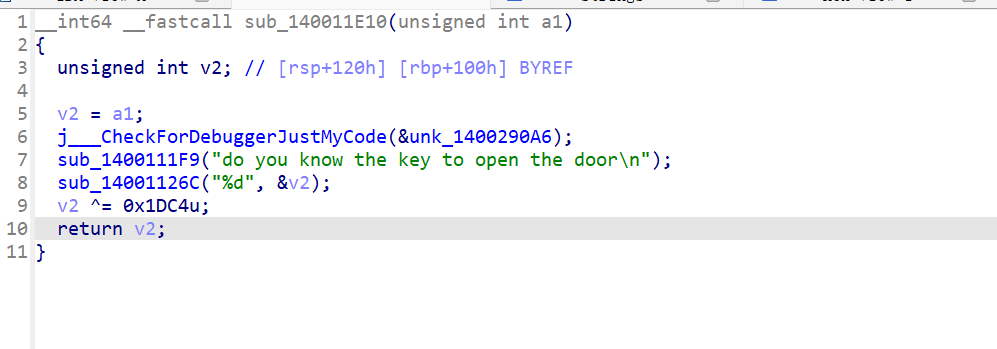 1 __int64 __fastcall sub_140011E10(unsigned int a1)
2 {
3 unsigned int v2; // [rsp+120h] [rbp+100h] BYREF
4
5 v2 = a1;
6 j___CheckForDebuggerJustMyCode(&unk_1400290A6);
7 sub_1400111F9("do you know the key to open the door\n");
8 sub_14001126C("%d", &v2);
9 v2 ^= 0x1DC4u;
10 return v2;
11 }